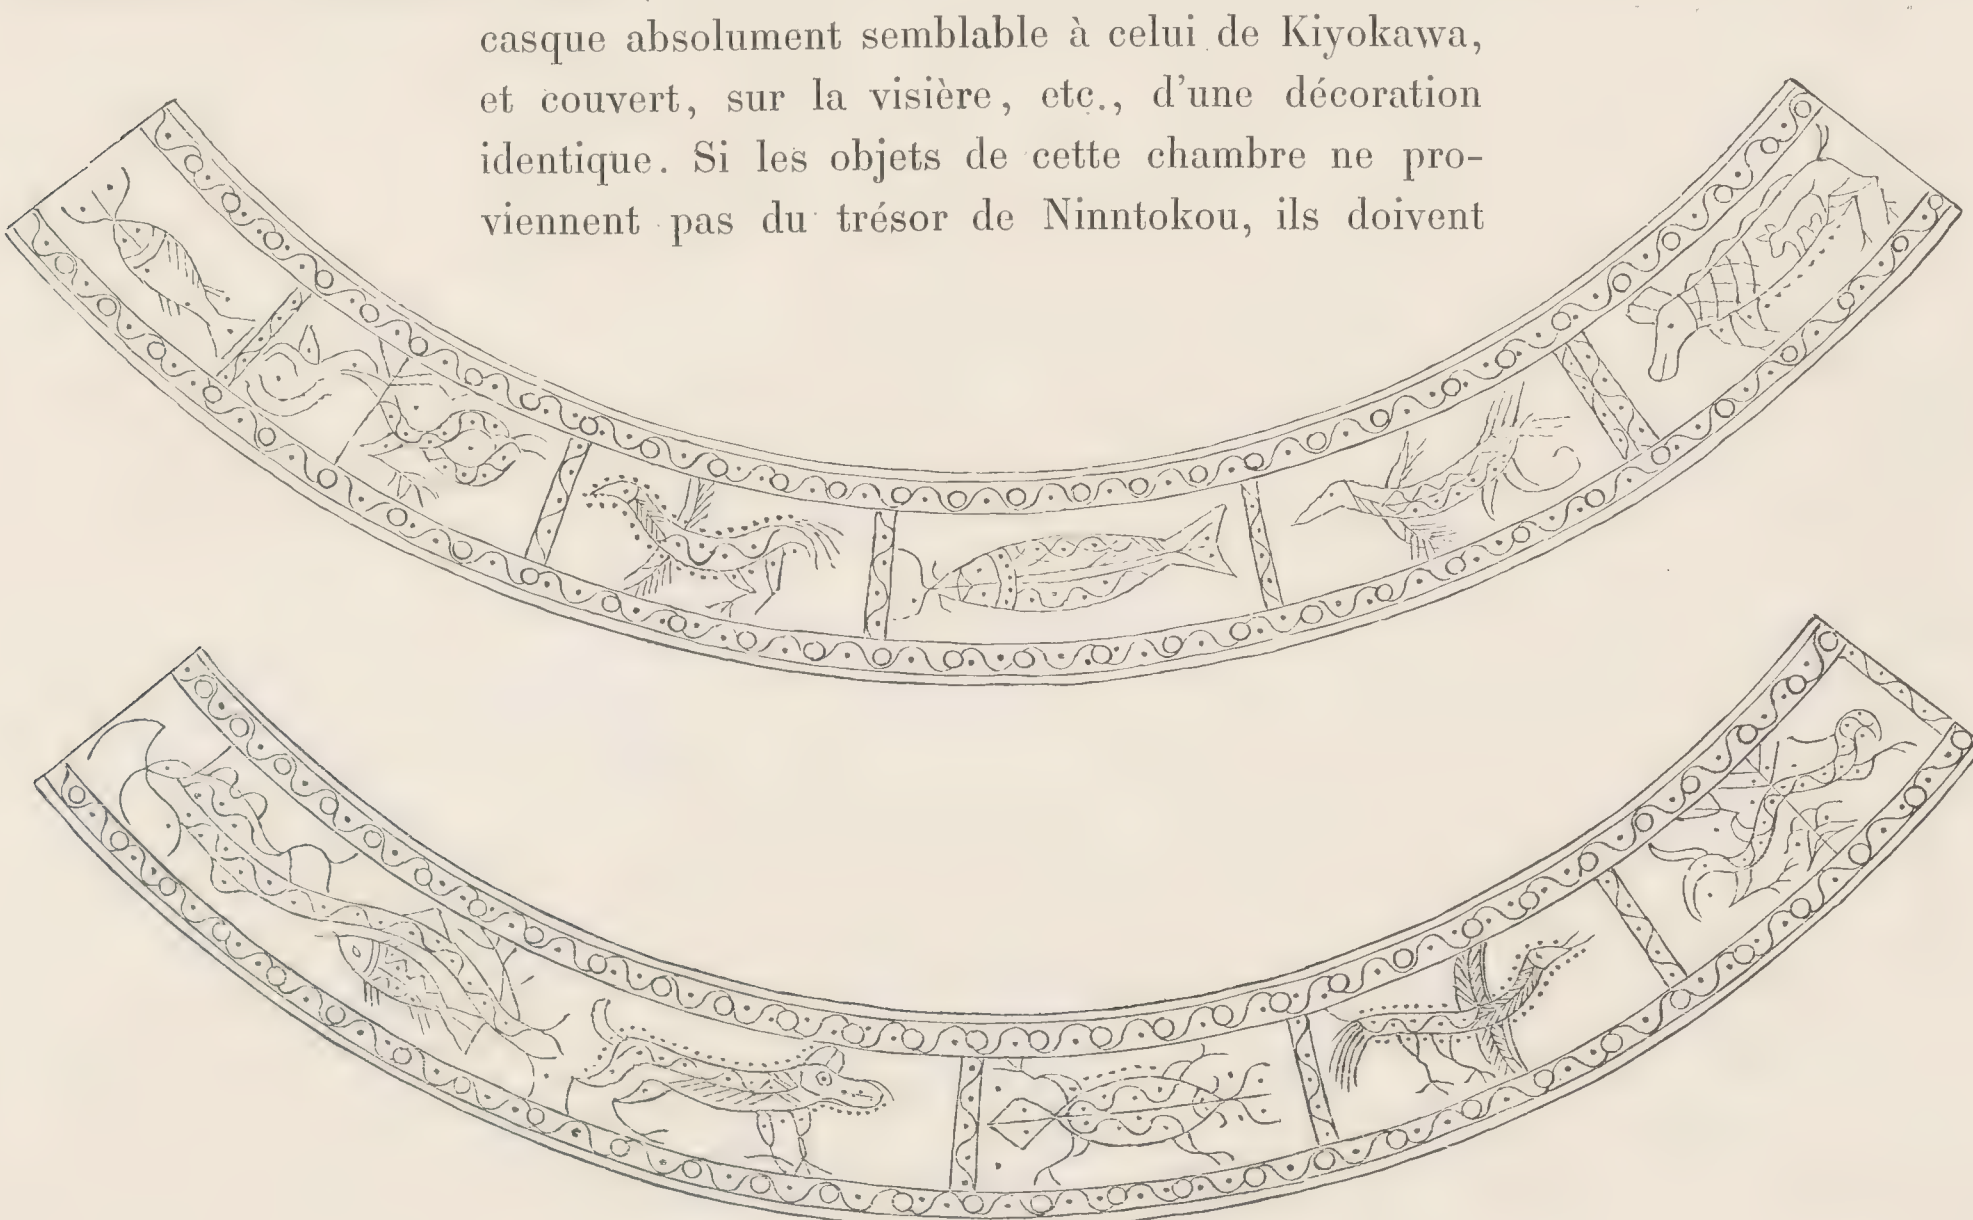 casque absolument semblable à celui de Kiyokawa,
et couvert, sur la visière, etc., d'une décoration
identique. Si les objets de cette chambre ne pro-
viennent pas du trésor de Ninntokou, ils doivent